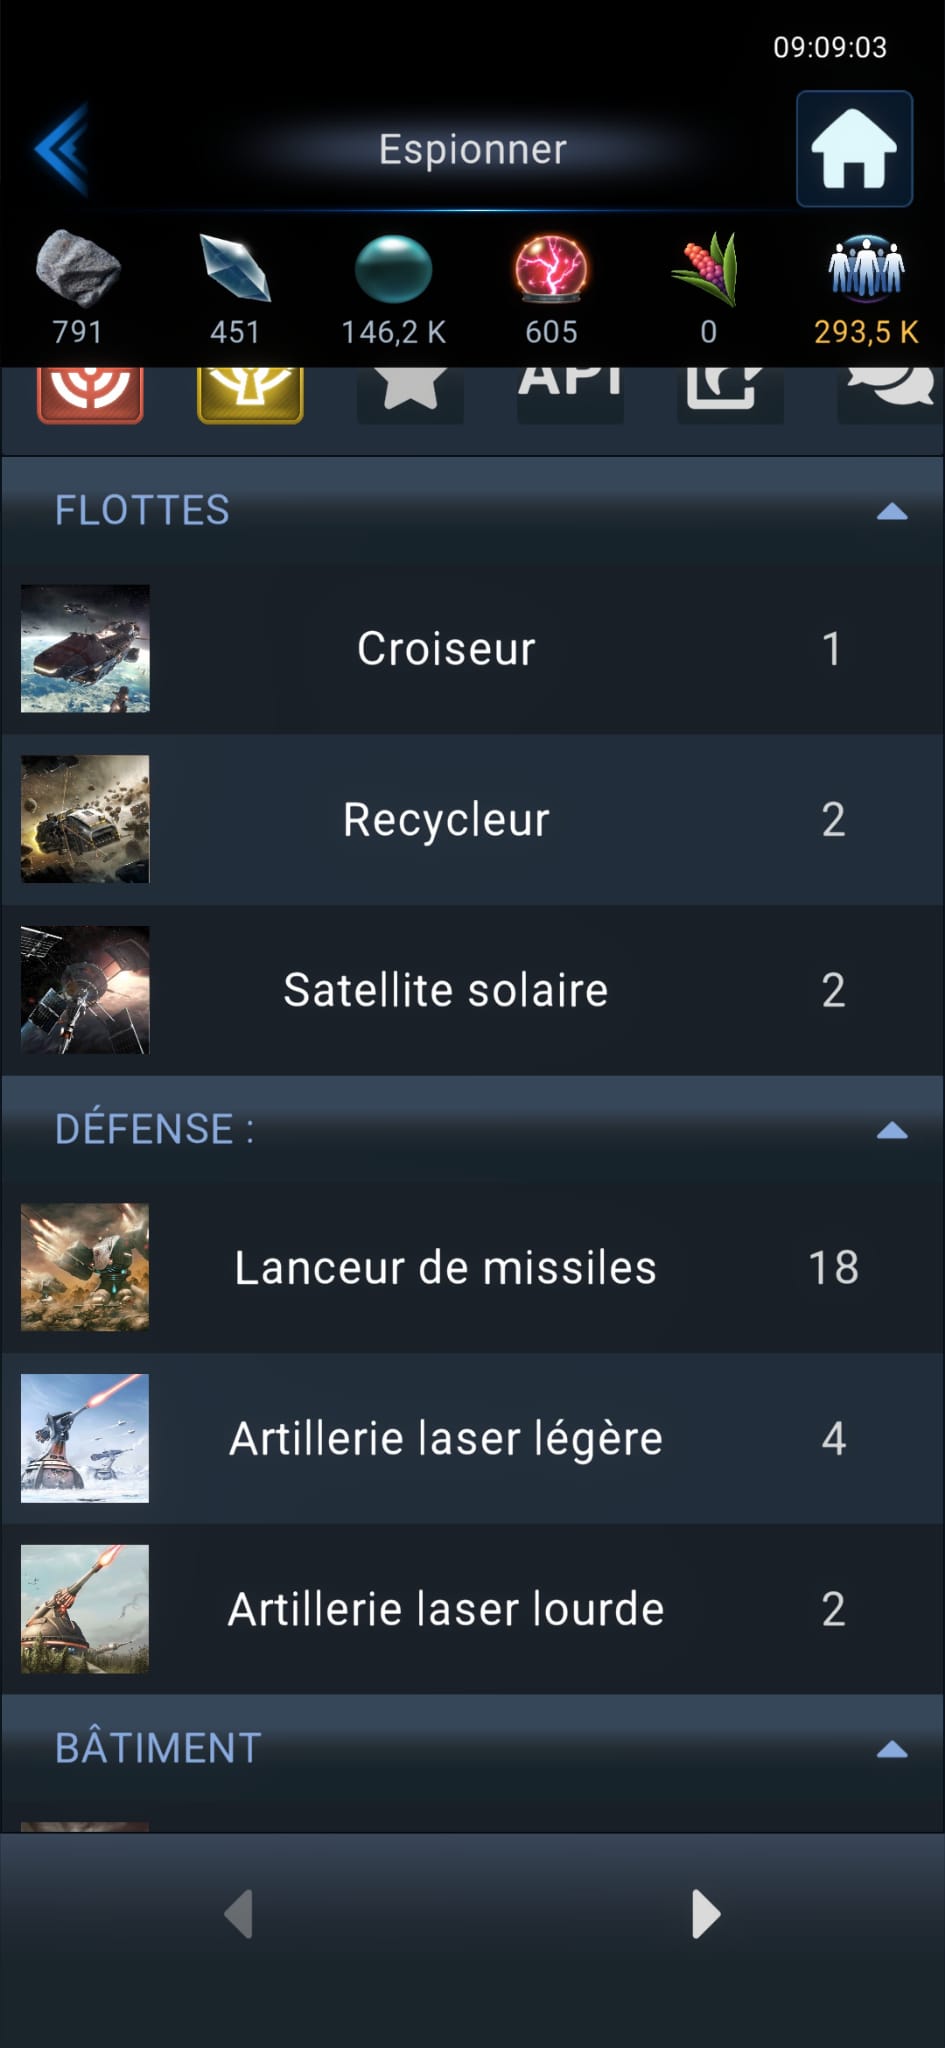 09:09:03
Espionner
791 451 146,2 K 605 0 293,5 K
API
FLOTTES
Croiseur 1
Recycleur 2
Satellite solaire 2
DÉFENSE :
Lanceur de missiles 18
Artillerie laser légère 4
Artillerie laser lourde 2
BÂTIMENT